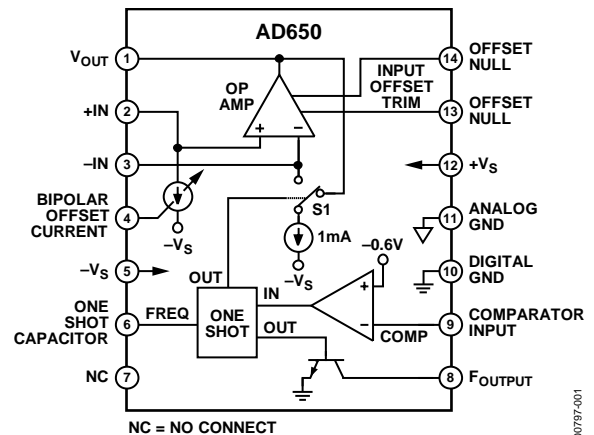 AD650
VOUT
1
+IN
2
–IN
3
BIPOLAR
OFFSET
CURRENT
4
–VS
5
ONE
SHOT
CAPACITOR
6
NC
7
OP
AMP
+
–
INPUT
OFFSET
TRIM
S1
1mA
–VS
–VS
–0.6V
+
–
COMP
OUT
IN
FREQ
ONE
SHOT
OUT
14
OFFSET
NULL
13
OFFSET
NULL
12
+VS
11
ANALOG
GND
10
DIGITAL
GND
9
COMPARATOR
INPUT
8
FOUTPUT
NC = NO CONNECT
00797-001